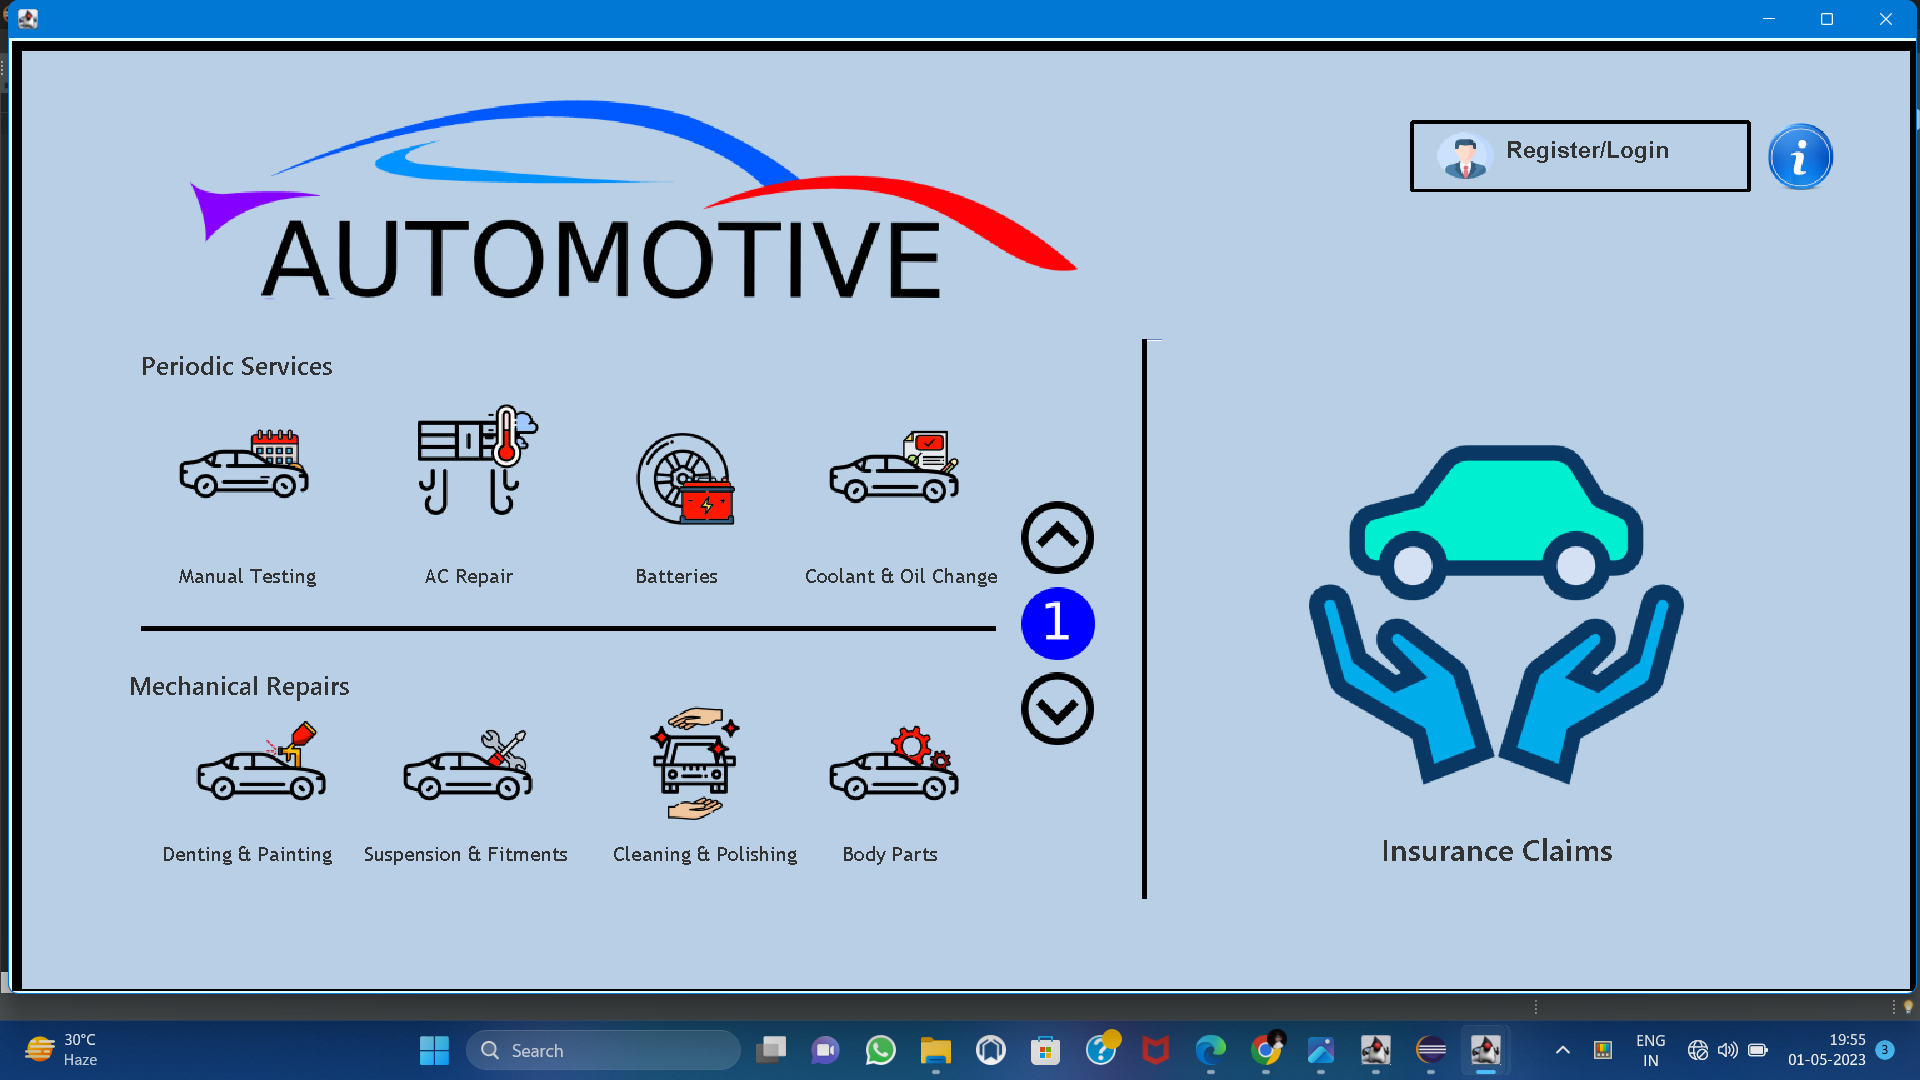 AUTOMOTIVE
Register/Login
i
Periodic Services
Manual Testing
AC Repair
Batteries
Coolant & Oil Change
1
Mechanical Repairs
Denting & Painting
Suspension & Fitments
Cleaning & Polishing
Body Parts
Insurance Claims
30°C
Haze
Search
ENG
IN
19:55
01-05-2023
3